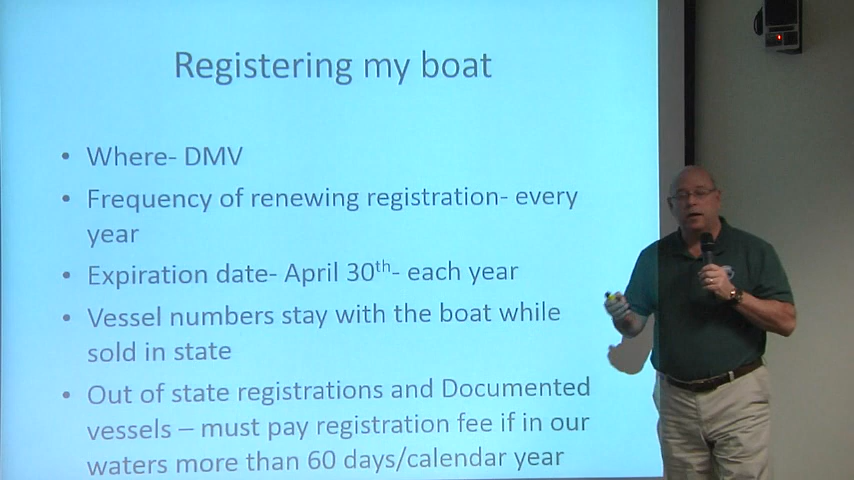 Registering my boat
• Where- DMV
• Frequency of renewing registration- every
year
• Expiration date- April 30th- each year
• Vessel numbers stay with the boat while
sold in state
• Out of state registrations and Documented
vessels – must pay registration fee if in our
waters more than 60 days/calendar year